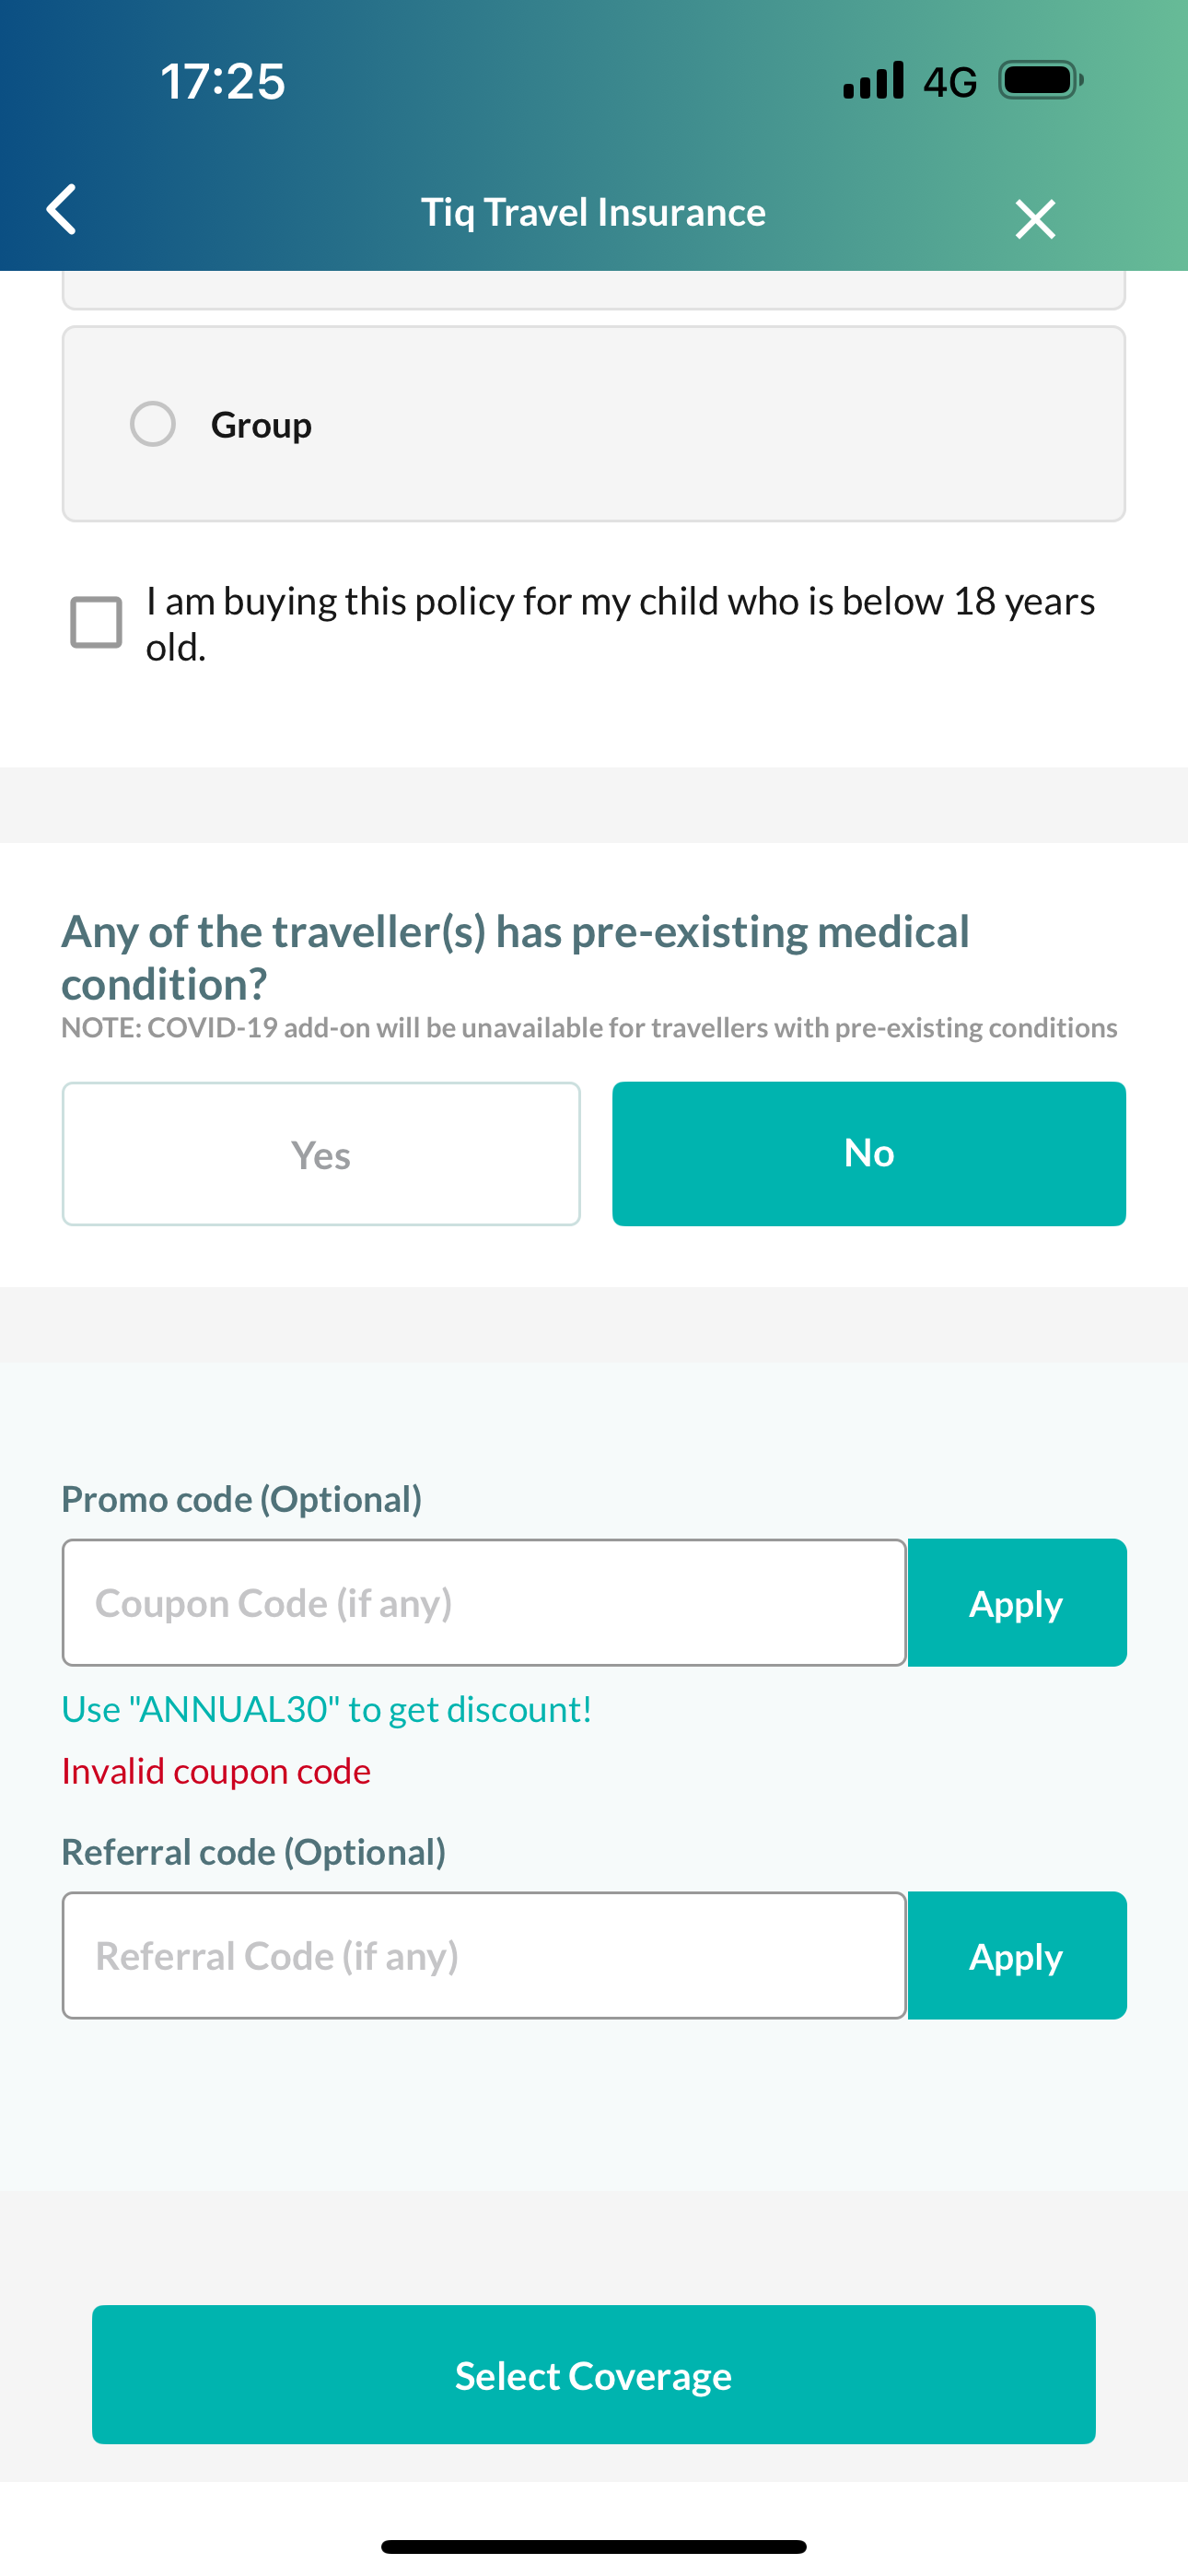 17:25
4G
Tiq Travel Insurance
Group
I am buying this policy for my child who is below 18 years
old.
Any of the traveller(s) has pre-existing medical
condition?
NOTE: COVID-19 add-on will be unavailable for travellers with pre-existing conditions
Yes
No
Promo code (Optional)
Coupon Code (if any)
Apply
Use "ANNUAL30" to get discount!
Invalid coupon code
Referral code (Optional)
Referral Code (if any)
Apply
Select Coverage